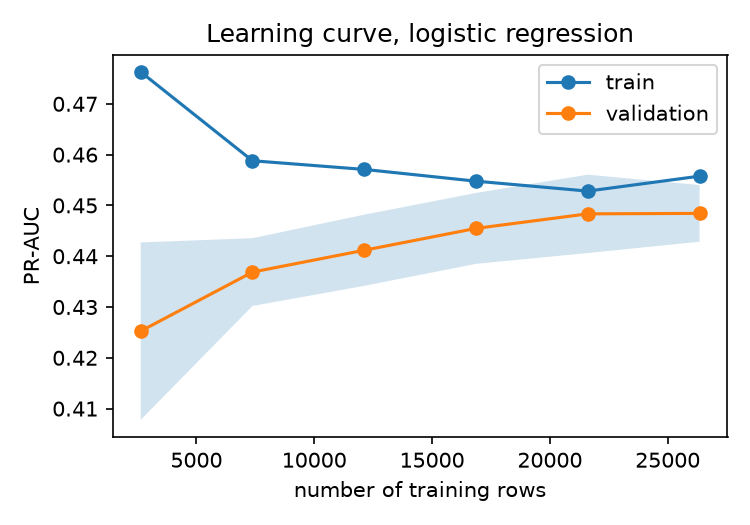 Learning curve, logistic regression
train
validation
0.47
0.46
0.45
0.44
0.43
0.42
0.41
PR-AUC
5000 10000 15000 20000 25000
number of training rows